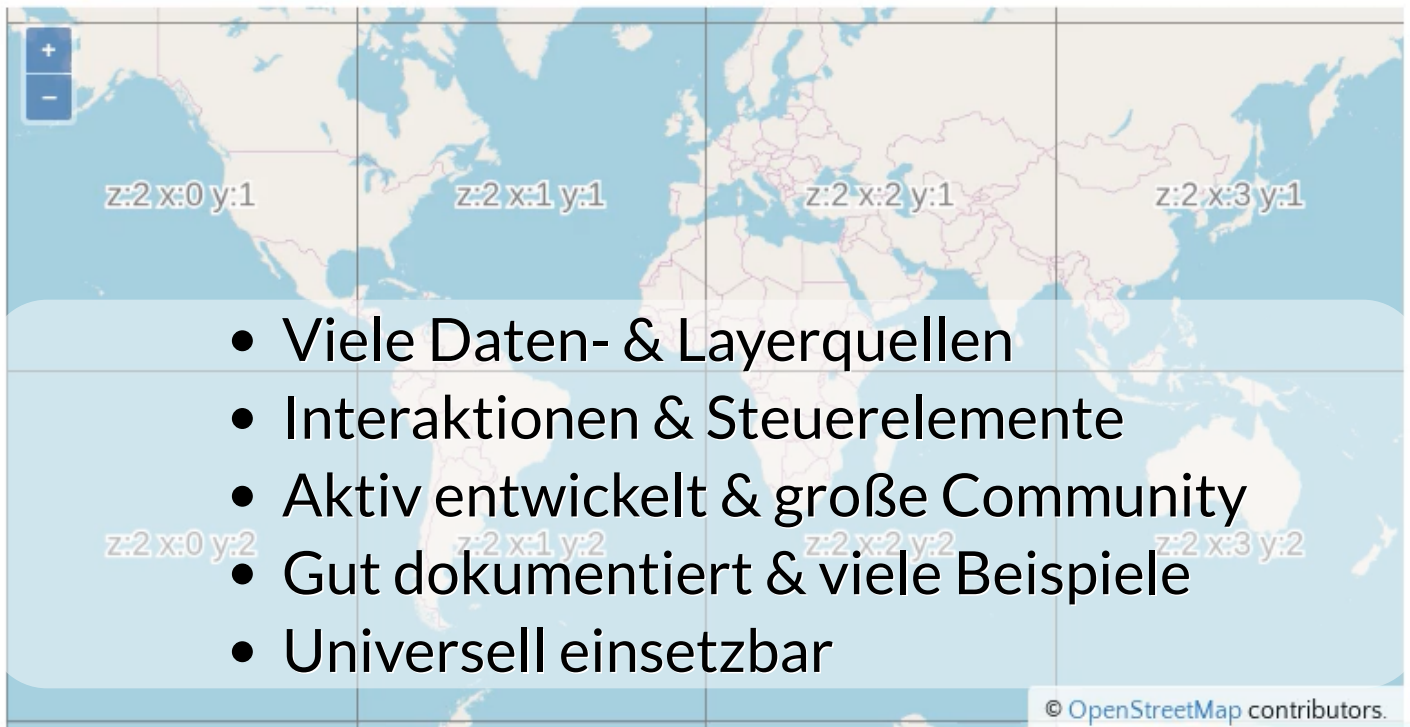 +
−
z:2 x:0 y:1 z:2 x:1 y:1 z:2 x:2 y:1 z:2 x:3 y:1
• Viele Daten- & Layerquellen
• Interaktionen & Steuerelemente
• Aktiv entwickelt & große Community
z:2 x:0 y:2 z:2 x:1 y:2 z:2 x:2 y:2 z:2 x:3 y:2
• Gut dokumentiert & viele Beispiele
• Universell einsetzbar
© OpenStreetMap contributors.